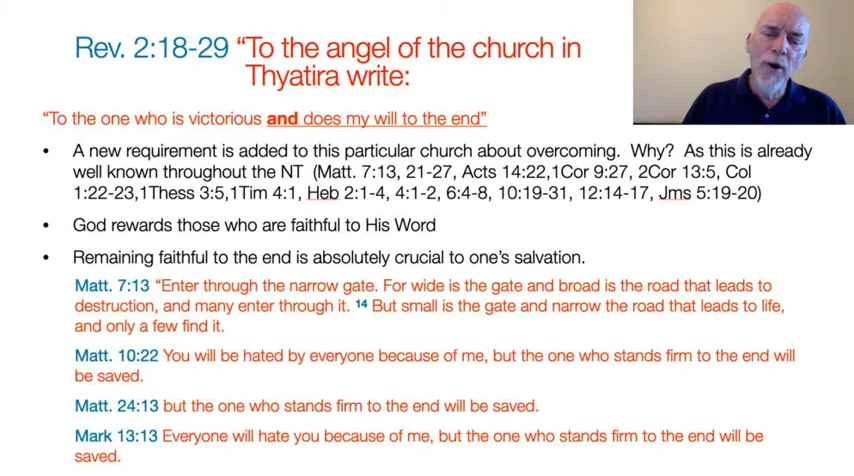 Rev. 2:18-29 “To the angel of the church in
Thyatira write:
“To the one who is victorious and does my will to the end”
• A new requirement is added to this particular church about overcoming. Why? As this is already
well known throughout the NT (Matt. 7:13, 21-27, Acts 14:22,1Cor 9:27, 2Cor 13:5, Col
1:22-23,1Thess 3:5,1Tim 4:1, Heb 2:1-4, 4:1-2, 6:4-8, 10:19-31, 12:14-17, Jms 5:19-20)
• God rewards those who are faithful to His Word
• Remaining faithful to the end is absolutely crucial to one’s salvation.
Matt. 7:13 “Enter through the narrow gate. For wide is the gate and broad is the road that leads to
destruction, and many enter through it. 14 But small is the gate and narrow the road that leads to life,
and only a few find it.
Matt. 10:22 You will be hated by everyone because of me, but the one who stands firm to the end will
be saved.
Matt. 24:13 but the one who stands firm to the end will be saved.
Mark 13:13 Everyone will hate you because of me, but the one who stands firm to the end will be
saved.